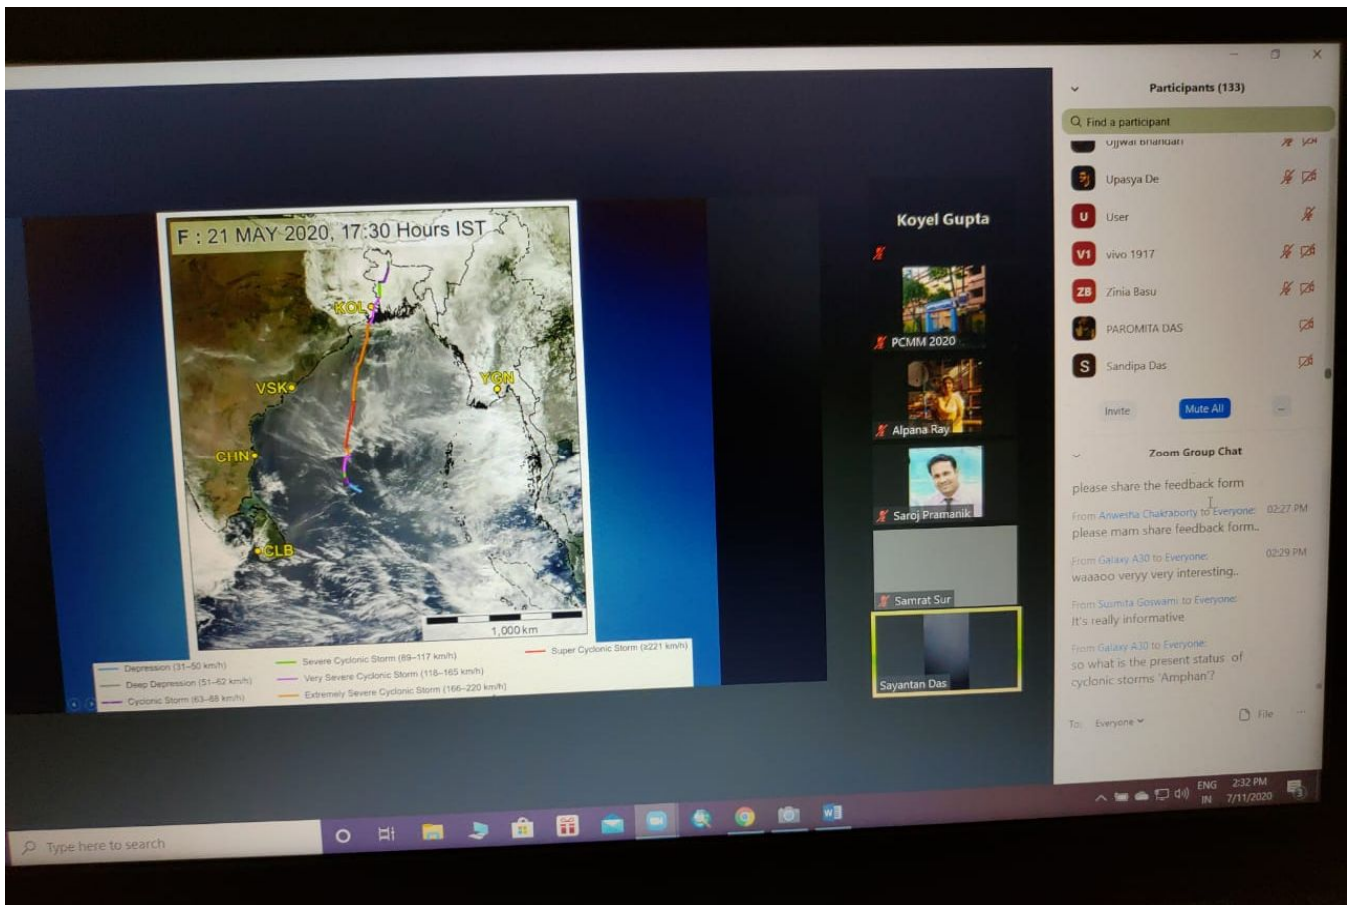 Participants (133)
Find a participant
Ujjwal Bhandari
Upasya De
U User
V1 vivo 1917
ZB Zinia Basu
PAROMITA DAS
S Sandipa Das
Invite
Mute All
...
Zoom Group Chat
please share the feedback form
From Anwesha Chakraborty to Everyone: 02:27 PM
please mam share feedback form..
From Galaxy A30 to Everyone: 02:29 PM
waaaoo veryy very interesting..
From Susmita Goswami to Everyone:
It's really informative
From Galaxy A30 to Everyone:
so what is the present status of
cyclonic storms 'Amphan'?
To: Everyone
File
...
Koyel Gupta
PCMM 2020
Alpana Ray
Saroj Pramanik
Samrat Sur
Sayantan Das
F : 21 MAY 2020, 17:30 Hours IST
KOL
VSK
YGN
CHN
CLB
1,000 km
Depression (31–50 km/h)
Deep Depression (51–62 km/h)
Cyclonic Storm (63–88 km/h)
Severe Cyclonic Storm (89–117 km/h)
Very Severe Cyclonic Storm (118–165 km/h)
Extremely Severe Cyclonic Storm (166–220 km/h)
Super Cyclonic Storm (≥221 km/h)
Type here to search
W
ENG
IN
2:32 PM
7/11/2020
3